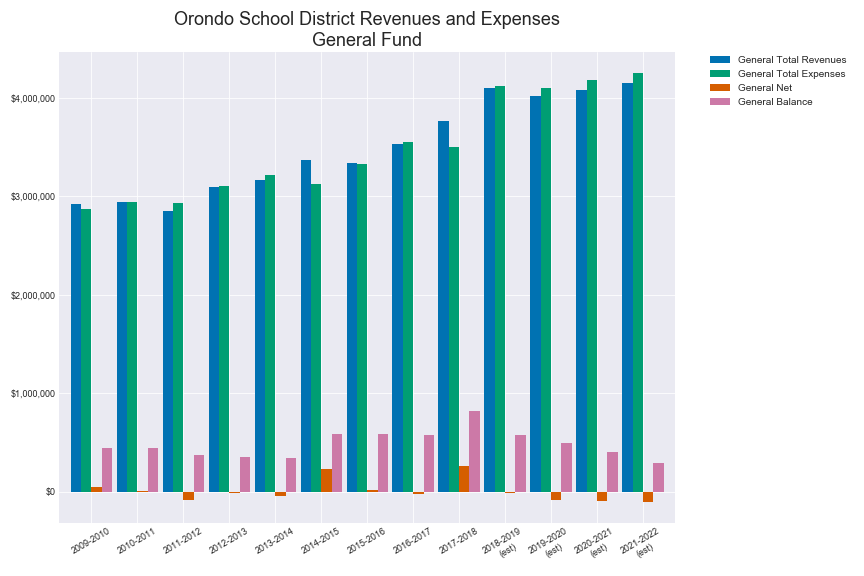 Orondo School District Revenues and Expenses
General Fund
General Total Revenues
General Total Expenses
General Net
General Balance
$4,000,000
$3,000,000
$2,000,000
$1,000,000
$0
2009-2010
2010-2011
2011-2012
2012-2013
2013-2014
2014-2015
2015-2016
2016-2017
2017-2018
2018-2019
(est)
2019-2020
(est)
2020-2021
(est)
2021-2022
(est)